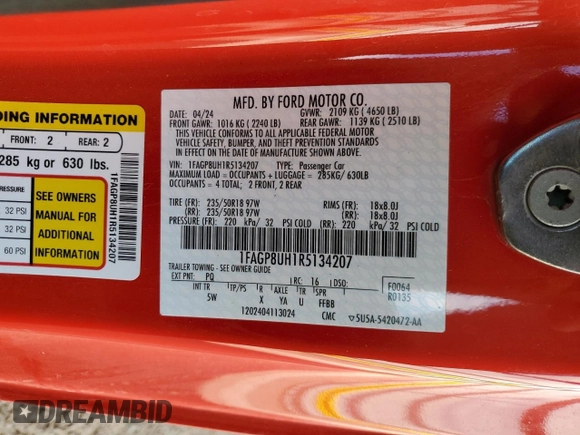 DING INFORMATION
FRONT: 2 REAR: 2
285 kg or 630 lbs.
PRESSURE
32 PSI
32 PSI
60 PSI
SEE OWNERS
MANUAL FOR
ADDITIONAL
INFORMATION
1FAGP8UH1R5134207
MFD. BY FORD MOTOR CO.
DATE: 04/24 GVWR: 2109 KG ( 4650 LB)
FRONT GAWR: 1016 KG ( 2240 LB) REAR GAWR: 1139 KG ( 2510 LB)
THIS VEHICLE CONFORMS TO ALL APPLICABLE FEDERAL MOTOR
VEHICLE SAFETY, BUMPER, AND THEFT PREVENTION STANDARDS IN
EFFECT ON THE DATE OF MANUFACTURE SHOWN ABOVE.
VIN: 1FAGP8UH1R5134207 TYPE: Passenger Car
MAXIMUM LOAD = OCCUPANTS + LUGGAGE = 285KG/ 630LB
OCCUPANTS = 4 TOTAL: 2 FRONT, 2 REAR
TIRE (FR): 235/50R18 97W RIMS (FR): 18x8.0J
(RR): 235/50R18 97W (RR): 18x8.0J
PRESSURE (FR): 220 kPa/ 32 PSI COLD (RR): 220 kPa/ 32 PSI COLD
1FAGP8UH1R5134207
TRAILER TOWING - SEE OWNER GUIDE
EXT PNT: PQ RC: 16 DSO: F0064
INT TR TP/PS R AXLE TR SPR R0135
5W X YA U FFBB
1202404113024 CMC SU5A-5420472-AA
DREAMBID